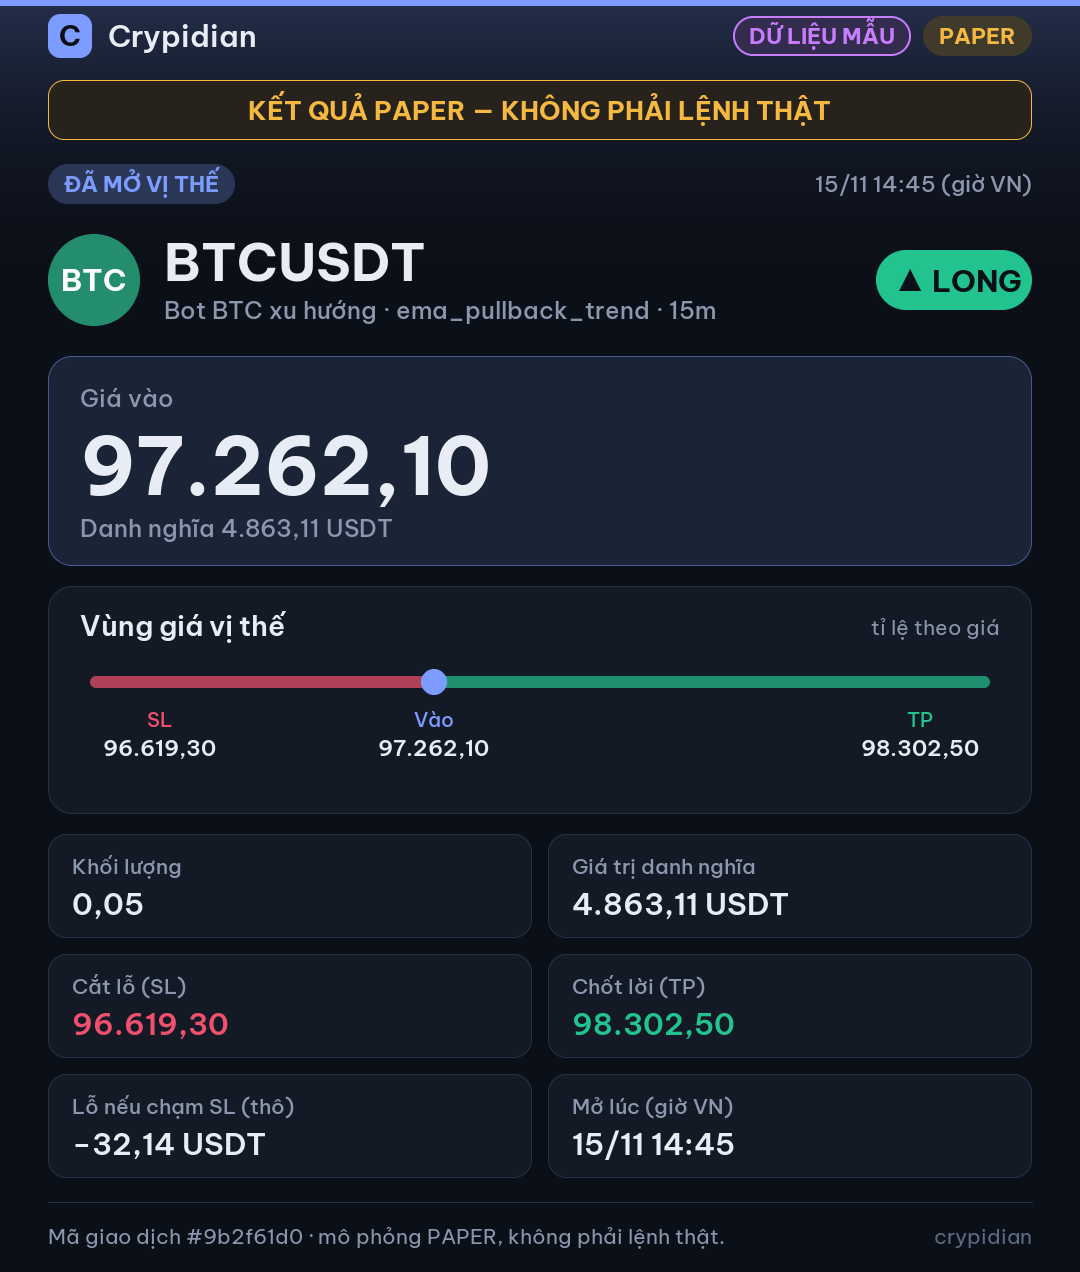 C Crypidian DỮ LIỆU MẪU PAPER
KẾT QUẢ PAPER — KHÔNG PHẢI LỆNH THẬT
ĐÃ MỞ VỊ THẾ 15/11 14:45 (giờ VN)
BTC BTCUSDT ▲ LONG
Bot BTC xu hướng · ema_pullback_trend · 15m
Giá vào
97.262,10
Danh nghĩa 4.863,11 USDT
Vùng giá vị thế tỉ lệ theo giá
SL Vào TP
96.619,30 97.262,10 98.302,50
Khối lượng Giá trị danh nghĩa
0,05 4.863,11 USDT
Cắt lỗ (SL) Chốt lời (TP)
96.619,30 98.302,50
Lỗ nếu chạm SL (thô) Mở lúc (giờ VN)
−32,14 USDT 15/11 14:45
Mã giao dịch #9b2f61d0 · mô phỏng PAPER, không phải lệnh thật. crypidian